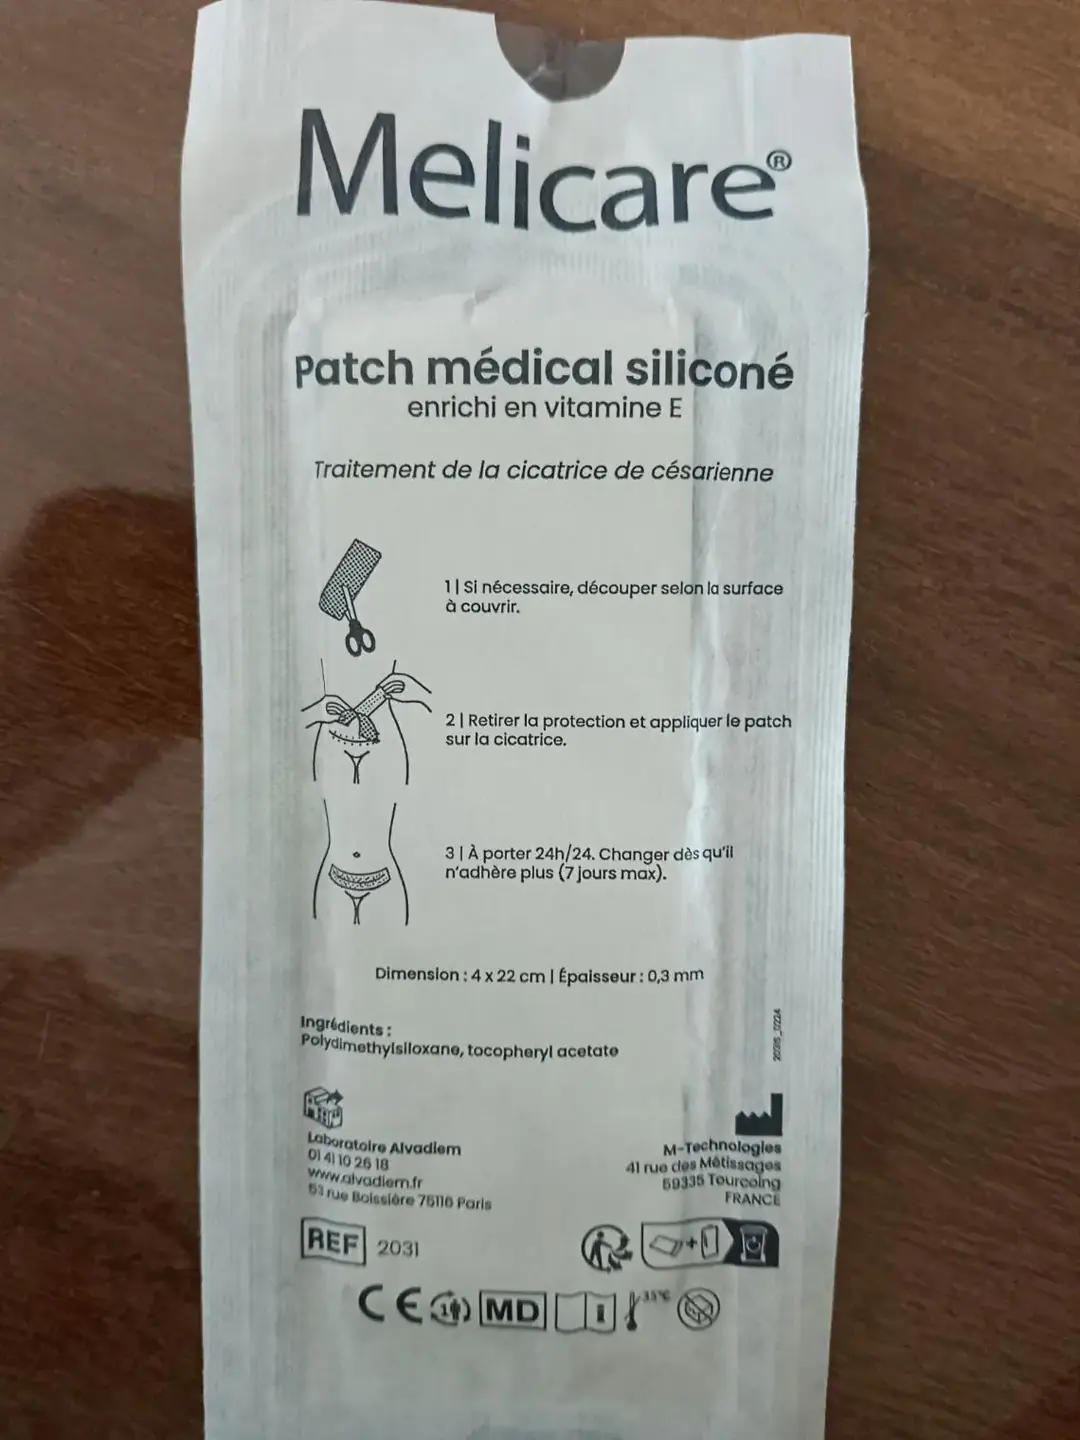 Melicare®
Patch médical siliconé
enrichi en vitamine E
Traitement de la cicatrice de césarienne
1 | Si nécessaire, découper selon la surface
à couvrir.
2 | Retirer la protection et appliquer le patch
sur la cicatrice.
3 | À porter 24h/24. Changer dès qu'il
n'adhère plus (7 jours max).
Dimension : 4 x 22 cm | Épaisseur : 0,3 mm
Ingrédients :
Polydimethylsiloxane, tocopheryl acetate
20315_0224
Laboratoire Alvadiem
01 41 10 26 18
www.alvadiem.fr
53 rue Boissière 75116 Paris
M-Technologies
41 rue des Métissages
59335 Tourcoing
FRANCE
REF 2031
CE 1 MD i 35°C